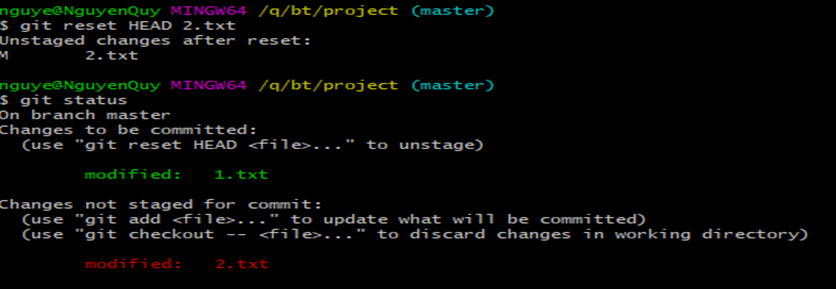 nguye@NguyenQuy MINGW64 /q/bt/project (master)
$ git reset HEAD 2.txt
Unstaged changes after reset:
M       2.txt
nguye@NguyenQuy MINGW64 /q/bt/project (master)
$ git status
On branch master
Changes to be committed:
  (use "git reset HEAD <file>..." to unstage)
        modified:   1.txt
Changes not staged for commit:
  (use "git add <file>..." to update what will be committed)
  (use "git checkout -- <file>..." to discard changes in working directory)
        modified:   2.txt